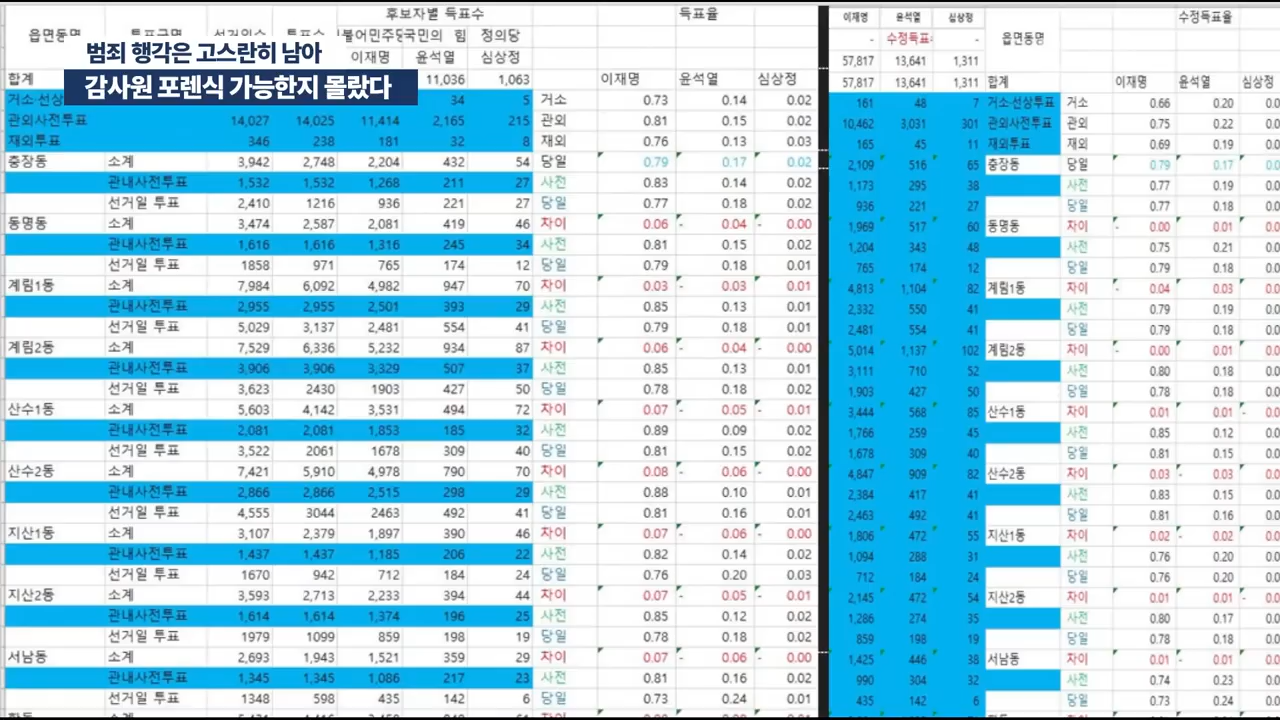 범죄 행각은 고스란히 남아
감사원 포렌식 가능한지 몰랐다
후보자별 득표수 득표율
읍면동명 국민의 힘 정의당
이재명 윤석열 심상정
합계 11,036 1,063 이재명 윤석열 심상정
34 5 거소 0.73 0.14 0.02
관외사전투표 14,027 14,025 11,414 2,165 215 관외 0.81 0.15 0.02
재외투표 346 238 181 32 8 재외 0.76 0.13 0.03
충장동 소계 3,942 2,748 2,204 432 54 당일 0.79 0.17 0.02
관내사전투표 1,532 1,532 1,268 211 27 사전 0.83 0.14 0.02
선거일 투표 2,410 1216 936 221 27 당일 0.77 0.18 0.02
동명동 소계 3,474 2,587 2,081 419 46 차이 0.06 - 0.04 - 0.00
관내사전투표 1,616 1,616 1,316 245 34 사전 0.81 0.15 0.02
선거일 투표 1858 971 765 174 12 당일 0.79 0.18 0.01
계림1동 소계 7,984 6,092 4,982 947 70 차이 0.03 - 0.03 0.01
관내사전투표 2,955 2,955 2,501 393 29 사전 0.85 0.13 0.01
선거일 투표 5,029 3,137 2,481 554 41 당일 0.79 0.18 0.01
계림2동 소계 7,529 6,336 5,232 934 87 차이 0.06 - 0.04 - 0.00
관내사전투표 3,906 3,906 3,329 507 37 사전 0.85 0.13 0.01
선거일 투표 3,623 2430 1903 427 50 당일 0.78 0.18 0.02
산수1동 소계 5,603 4,142 3,531 494 72 차이 0.07 - 0.05 - 0.01
관내사전투표 2,081 2,081 1,853 185 32 사전 0.89 0.09 0.02
선거일 투표 3,522 2061 1678 309 40 당일 0.81 0.15 0.02
산수2동 소계 7,421 5,910 4,978 790 70 차이 0.08 - 0.06 - 0.00
관내사전투표 2,866 2,866 2,515 298 29 사전 0.88 0.10 0.01
선거일 투표 4,555 3044 2463 492 41 당일 0.81 0.16 0.01
지산1동 소계 3,107 2,379 1,897 390 46 차이 0.07 - 0.06 - 0.00
관내사전투표 1,437 1,437 1,185 206 22 사전 0.82 0.14 0.02
선거일 투표 1670 942 712 184 24 당일 0.76 0.20 0.03
지산2동 소계 3,593 2,713 2,233 394 44 차이 0.07 - 0.05 - 0.01
관내사전투표 1,614 1,614 1,374 196 25 사전 0.85 0.12 0.02
선거일 투표 1979 1099 859 198 19 당일 0.78 0.18 0.02
서남동 소계 2,693 1,943 1,521 359 29 차이 0.07 - 0.06 - 0.00
관내사전투표 1,345 1,345 1,086 217 23 사전 0.81 0.16 0.02
선거일 투표 1348 598 435 142 6 당일 0.73 0.24 0.01
이재명 윤석열 심상정 수정득표율
- 읍면동명
57,817 13,641 1,311
57,817 13,641 1,311 합계 이재명 윤석열 심상정
161 48 7 거소·선상투표 거소 0.66 0.20
10,462 3,031 301 관외사전투표 관외 0.75 0.22
165 45 11 재외투표 재외 0.69 0.19
2,109 516 65 충장동 당일 0.79 0.17
1,173 295 38 사전 0.77 0.19
936 221 27 당일 0.77 0.18
1,969 517 60 동명동 차이 - 0.00 0.01
1,204 343 48 사전 0.75 0.21
765 174 12 당일 0.79 0.18
4,813 1,104 82 계림1동 차이 - 0.04 0.03
2,332 550 41 사전 0.79 0.19
2,481 554 41 당일 0.79 0.18
5,014 1,137 102 계림2동 차이 - 0.00 0.01
3,111 710 52 사전 0.80 0.18
1,903 427 50 당일 0.78 0.18
3,444 568 85 산수1동 차이 0.01 - 0.01 -
1,766 259 45 사전 0.85 0.12
1,678 309 40 당일 0.81 0.15
4,847 909 82 산수2동 차이 0.03 - 0.03
2,384 417 41 사전 0.83 0.15
2,463 492 41 당일 0.81 0.16
1,806 472 55 지산1동 차이 0.02 - 0.02
1,094 288 31 사전 0.76 0.20
712 184 24 당일 0.76 0.20
2,145 472 54 지산2동 차이 0.01 - 0.01 -
1,286 274 35 사전 0.80 0.17
859 198 19 당일 0.78 0.18
1,425 446 38 서남동 차이 0.01 - 0.01
990 304 32 사전 0.74 0.23
435 142 6 당일 0.73 0.24